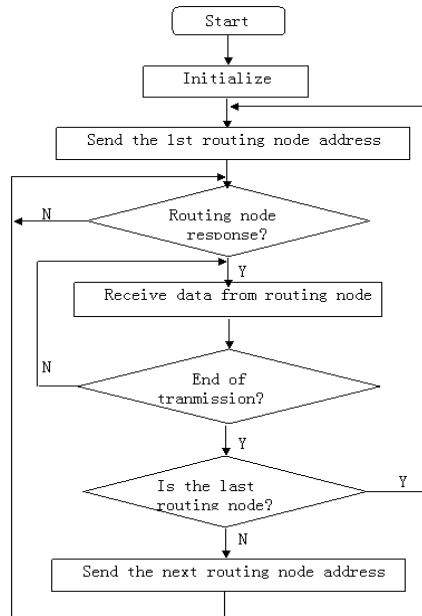 Start
Initialize
Send the 1st routing node address
Routing node
response?
N
Y
Receive data from routing node
End of
tranmission?
N
Y
Is the last
routing node?
Y
N
Send the next routing node address